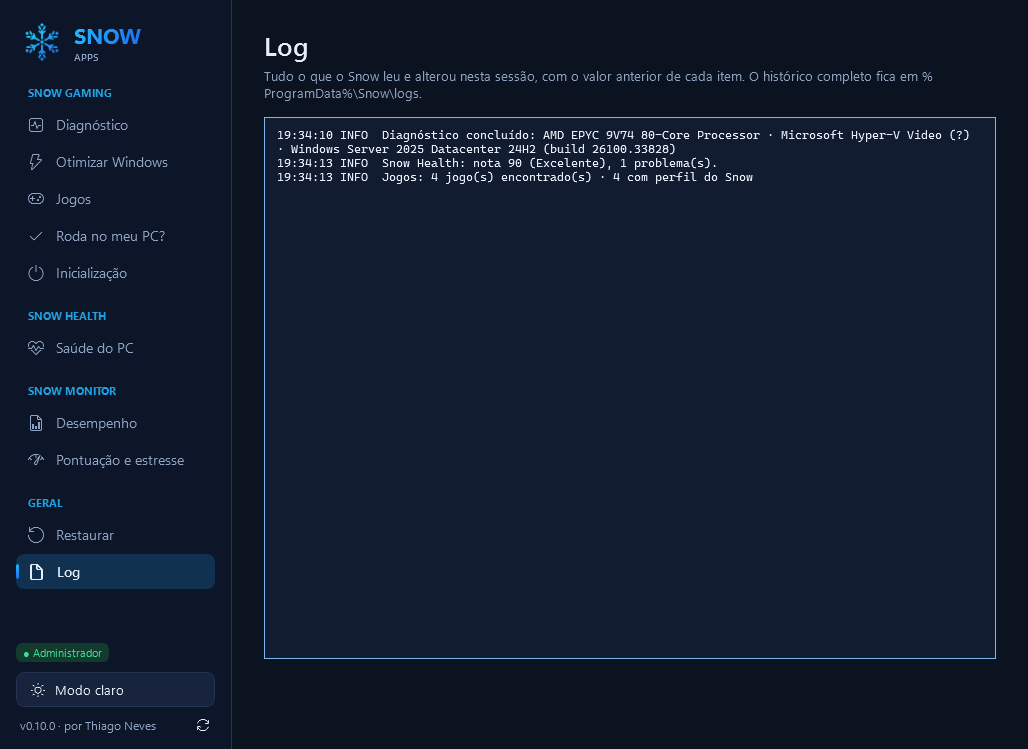 SNOW
APPS
SNOW GAMING
Diagnóstico
Otimizar Windows
Jogos
Roda no meu PC?
Inicialização
SNOW HEALTH
Saúde do PC
SNOW MONITOR
Desempenho
Pontuação e estresse
GERAL
Restaurar
Log
Administrador
Modo claro
v0.10.0 · por Thiago Neves
Log
Tudo o que o Snow leu e alterou nesta sessão, com o valor anterior de cada item. O histórico completo fica em %
ProgramData%\Snow\logs.
19:34:10 INFO  Diagnóstico concluído: AMD EPYC 9V74 80-Core Processor · Microsoft Hyper-V Video (?)
· Windows Server 2025 Datacenter 24H2 (build 26100.33828)
19:34:13 INFO  Snow Health: nota 90 (Excelente), 1 problema(s).
19:34:13 INFO  Jogos: 4 jogo(s) encontrado(s) · 4 com perfil do Snow